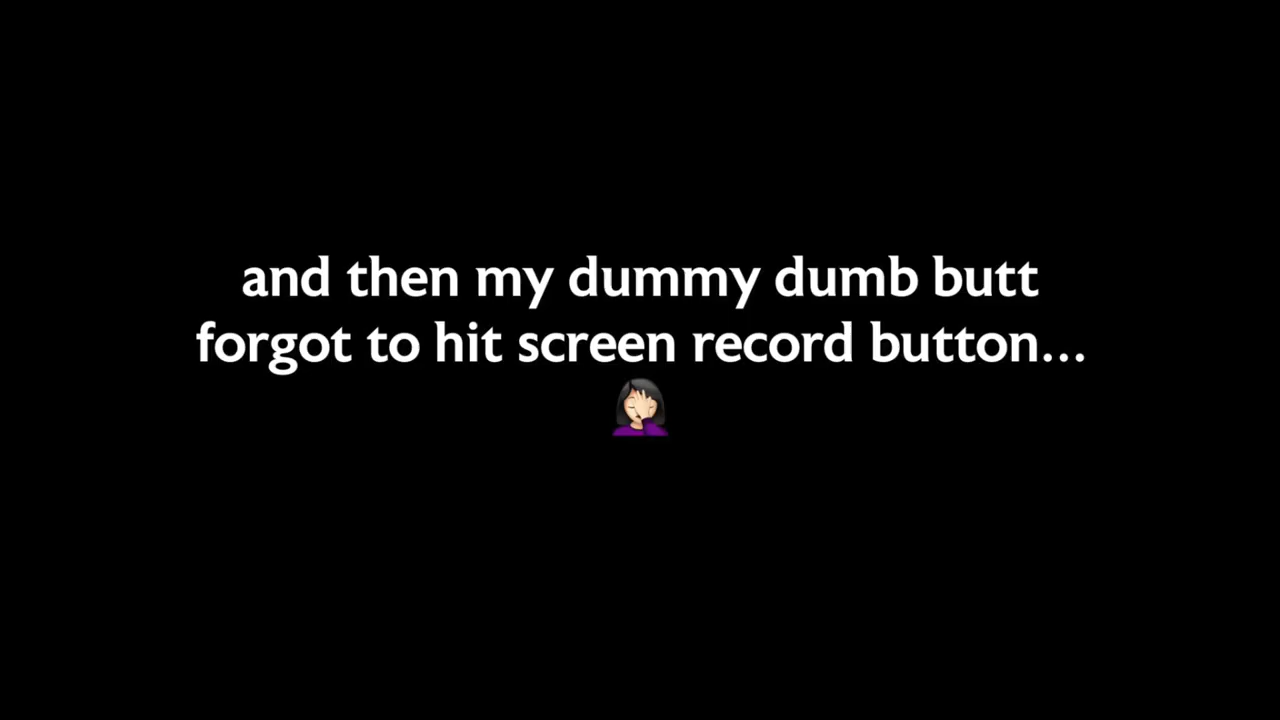 and then my dummy dumb butt
forgot to hit screen record button...
🤦🏻‍♀️